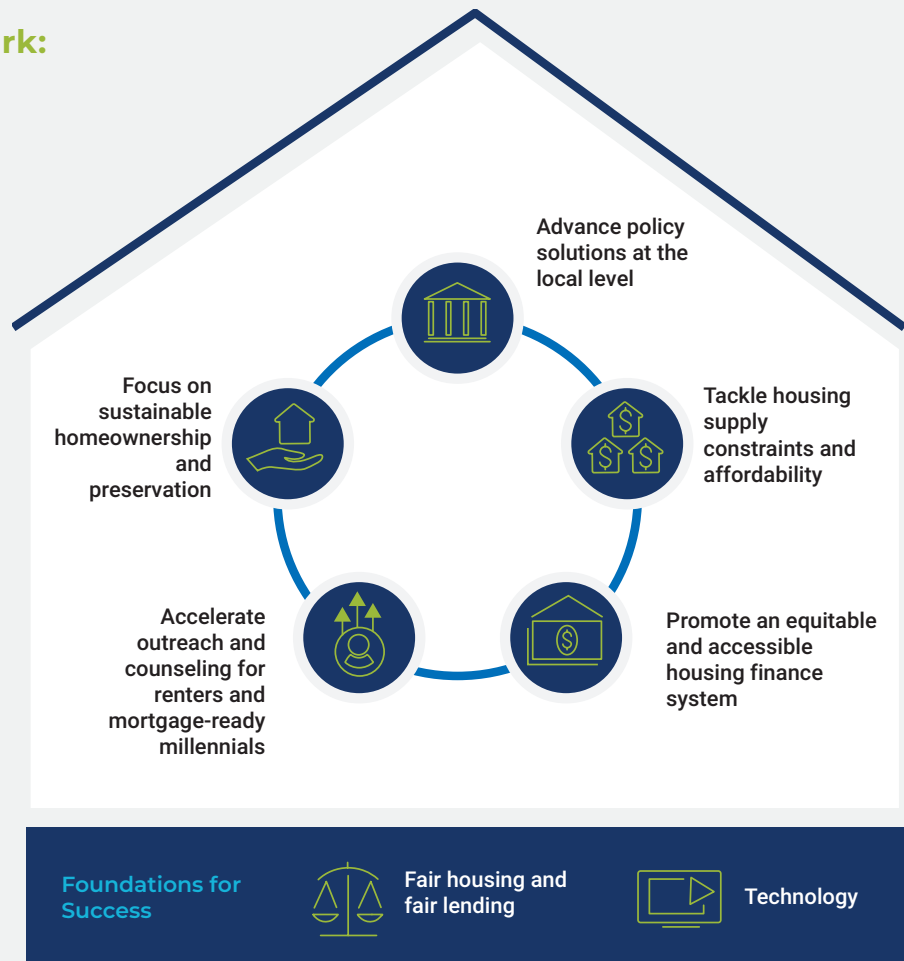 rk:
Advance policy
solutions at the
local level
Tackle housing
supply
constraints and
affordability
Promote an equitable
and accessible
housing finance
system
Accelerate
outreach and
counseling for
renters and
mortgage-ready
millennials
Focus on
sustainable
homeownership
and
preservation
Foundations for
Success
Fair housing and
fair lending
Technology